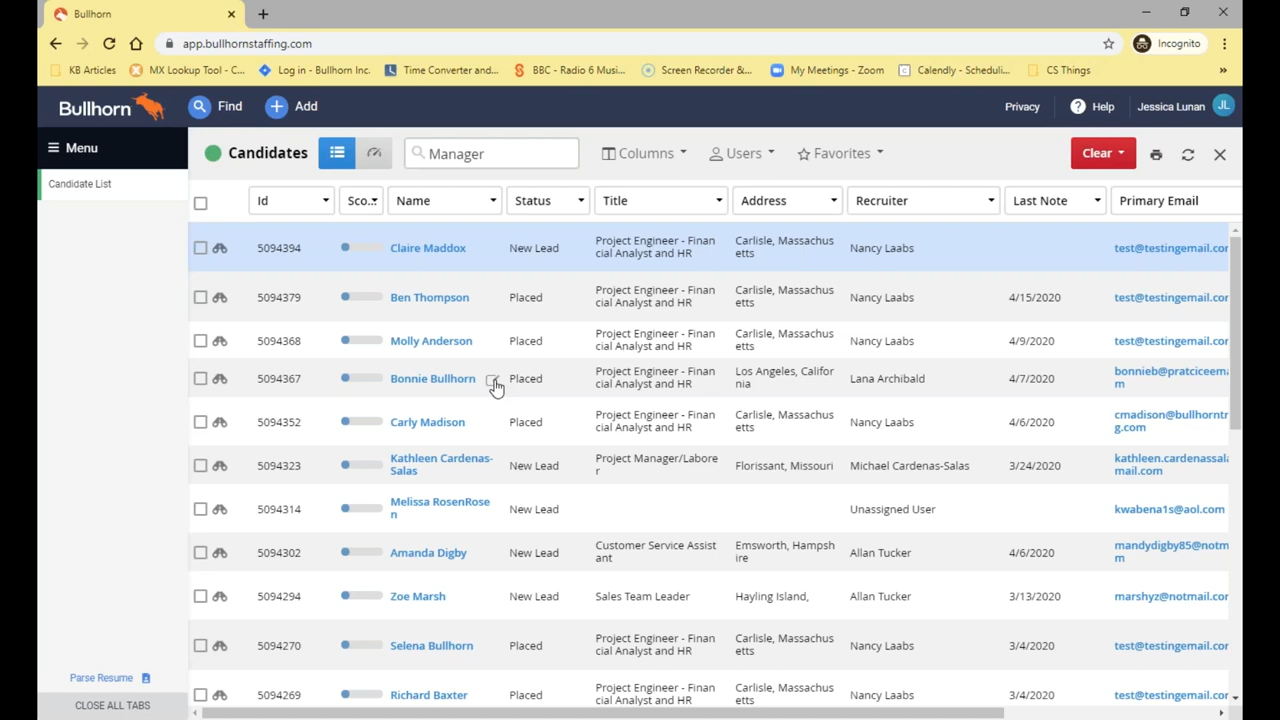 Bullhorn
app.bullhornstaffing.com
Incognito
KB Articles
MX Lookup Tool - C...
Log in - Bullhorn Inc.
Time Converter and...
BBC - Radio 6 Musi...
Screen Recorder &...
My Meetings - Zoom
Calendly - Scheduli...
CS Things
»
Bullhorn
Find
Add
Privacy
Help
Jessica Lunan
JL
Menu
Candidates
Manager
Columns
Users
Favorites
Clear
Candidate List
Id
Sco..
Name
Status
Title
Address
Recruiter
Last Note
Primary Email
5094394
Claire Maddox
New Lead
Project Engineer - Finan
cial Analyst and HR
Carlisle, Massachus
etts
Nancy Laabs
test@testingemail.cor
5094379
Ben Thompson
Placed
Project Engineer - Finan
cial Analyst and HR
Carlisle, Massachus
etts
Nancy Laabs
4/15/2020
test@testingemail.cor
5094368
Molly Anderson
Placed
Project Engineer - Finan
cial Analyst and HR
Carlisle, Massachus
etts
Nancy Laabs
4/9/2020
test@testingemail.cor
5094367
Bonnie Bullhorn
Placed
Project Engineer - Finan
cial Analyst and HR
Los Angeles, Califor
nia
Lana Archibald
4/7/2020
bonnieb@pratciceema
m
5094352
Carly Madison
Placed
Project Engineer - Finan
cial Analyst and HR
Carlisle, Massachus
etts
Nancy Laabs
4/6/2020
cmadison@bullhorntr
g.com
5094323
Kathleen Cardenas-
Salas
New Lead
Project Manager/Labore
r
Florissant, Missouri
Michael Cardenas-Salas
3/24/2020
kathleen.cardenassala
mail.com
5094314
Melissa RosenRose
n
New Lead
Unassigned User
kwabena1s@aol.com
5094302
Amanda Digby
New Lead
Customer Service Assist
ant
Emsworth, Hampsh
ire
Allan Tucker
4/6/2020
mandydigby85@notm
m
5094294
Zoe Marsh
New Lead
Sales Team Leader
Hayling Island,
Allan Tucker
3/13/2020
marshyz@notmail.cor
5094270
Selena Bullhorn
Placed
Project Engineer - Finan
cial Analyst and HR
Carlisle, Massachus
etts
Nancy Laabs
3/4/2020
test@testingemail.cor
5094269
Richard Baxter
Placed
Project Engineer - Finan
cial Analyst and HR
Carlisle, Massachus
etts
Nancy Laabs
3/4/2020
test@testingemail.cor
Parse Resume
CLOSE ALL TABS